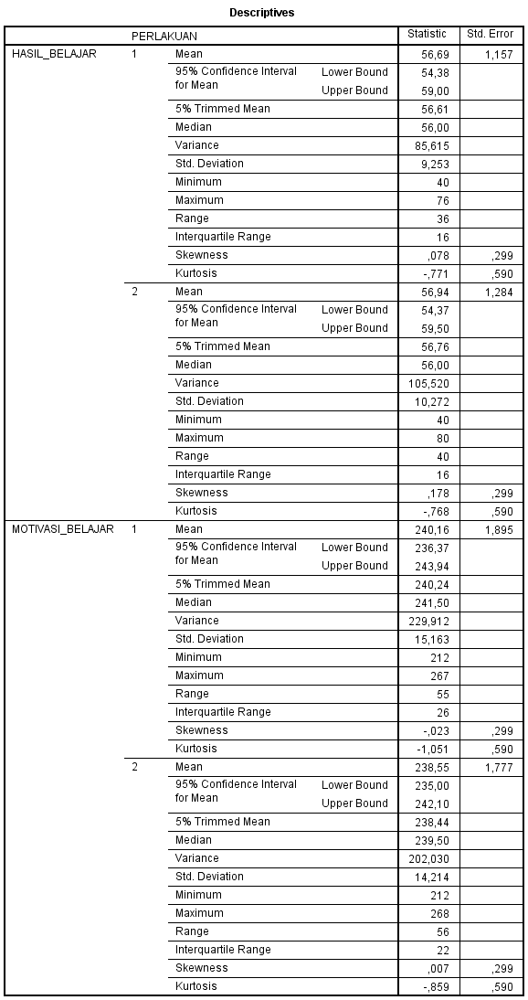 Descriptives
PERLAKUAN Statistic Std. Error
HASIL_BELAJAR 1 Mean 56,69 1,157
95% Confidence Interval for Mean Lower Bound 54,38
Upper Bound 59,00
5% Trimmed Mean 56,61
Median 56,00
Variance 85,615
Std. Deviation 9,253
Minimum 40
Maximum 76
Range 36
Interquartile Range 16
Skewness ,078 ,299
Kurtosis -,771 ,590
2 Mean 56,94 1,284
95% Confidence Interval for Mean Lower Bound 54,37
Upper Bound 59,50
5% Trimmed Mean 56,76
Median 56,00
Variance 105,520
Std. Deviation 10,272
Minimum 40
Maximum 80
Range 40
Interquartile Range 16
Skewness ,178 ,299
Kurtosis -,768 ,590
MOTIVASI_BELAJAR 1 Mean 240,16 1,895
95% Confidence Interval for Mean Lower Bound 236,37
Upper Bound 243,94
5% Trimmed Mean 240,24
Median 241,50
Variance 229,912
Std. Deviation 15,163
Minimum 212
Maximum 267
Range 55
Interquartile Range 26
Skewness -,023 ,299
Kurtosis -1,051 ,590
2 Mean 238,55 1,777
95% Confidence Interval for Mean Lower Bound 235,00
Upper Bound 242,10
5% Trimmed Mean 238,44
Median 239,50
Variance 202,030
Std. Deviation 14,214
Minimum 212
Maximum 268
Range 56
Interquartile Range 22
Skewness ,007 ,299
Kurtosis -,859 ,590